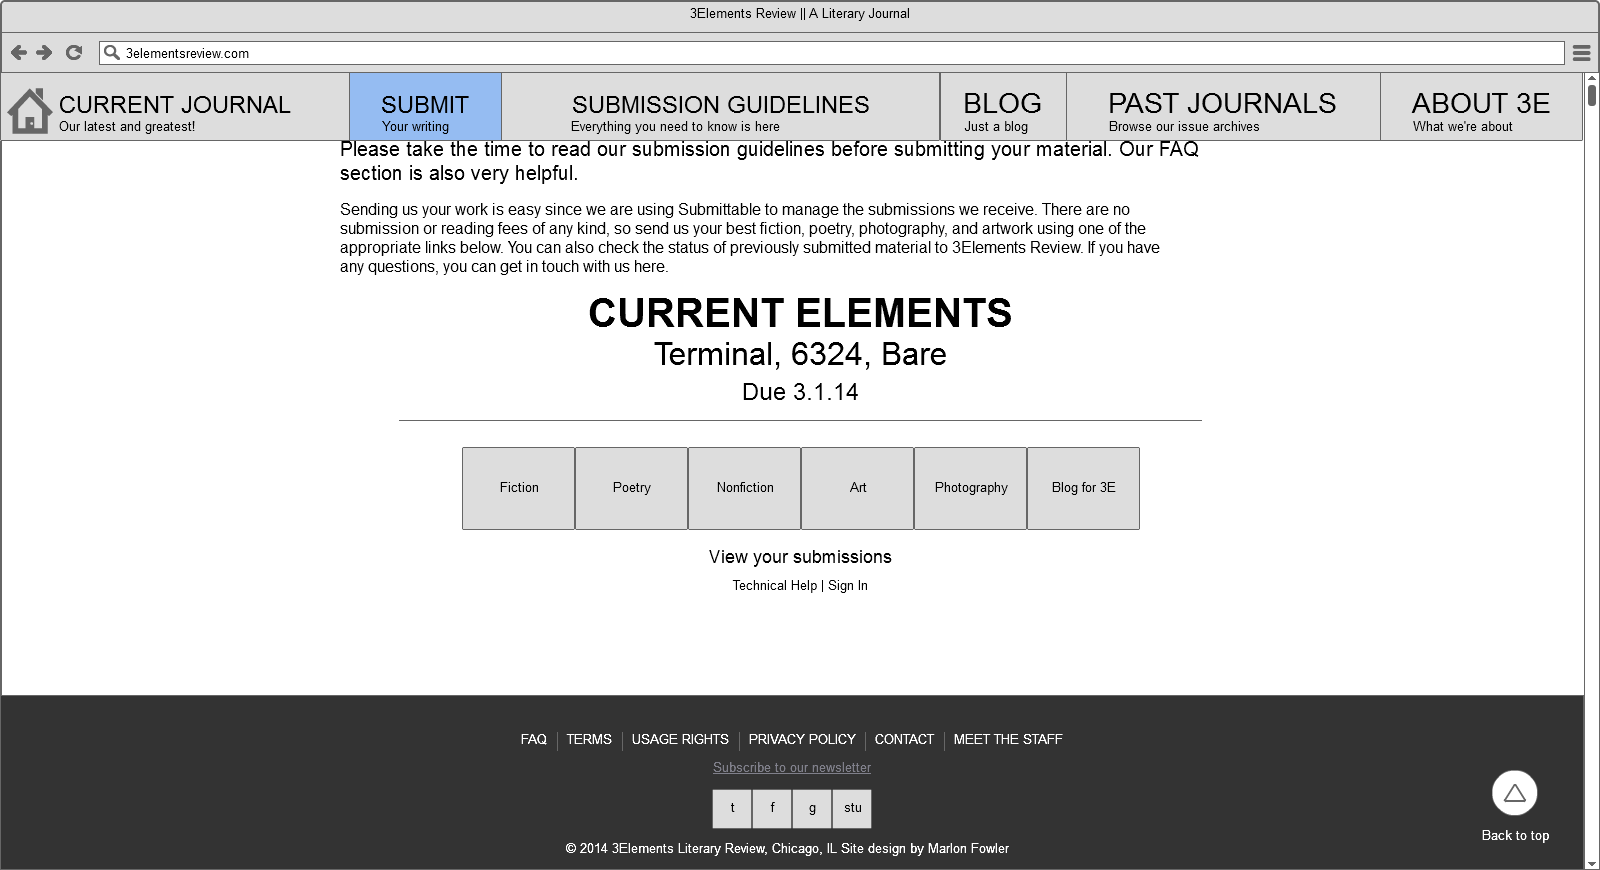 3Elements Review || A Literary Journal
3elementsreview.com
CURRENT JOURNAL
Our latest and greatest!
SUBMIT
Your writing
SUBMISSION GUIDELINES
Everything you need to know is here
BLOG
Just a blog
PAST JOURNALS
Browse our issue archives
ABOUT 3E
What we're about
Please take the time to read our submission guidelines before submitting your material. Our FAQ
section is also very helpful.
Sending us your work is easy since we are using Submittable to manage the submissions we receive. There are no
submission or reading fees of any kind, so send us your best fiction, poetry, photography, and artwork using one of the
appropriate links below. You can also check the status of previously submitted material to 3Elements Review. If you have
any questions, you can get in touch with us here.
CURRENT ELEMENTS
Terminal, 6324, Bare
Due 3.1.14
Fiction
Poetry
Nonfiction
Art
Photography
Blog for 3E
View your submissions
Technical Help | Sign In
FAQ
TERMS
USAGE RIGHTS
PRIVACY POLICY
CONTACT
MEET THE STAFF
Subscribe to our newsletter
t
f
g
stu
Back to top
© 2014 3Elements Literary Review, Chicago, IL Site design by Marlon Fowler